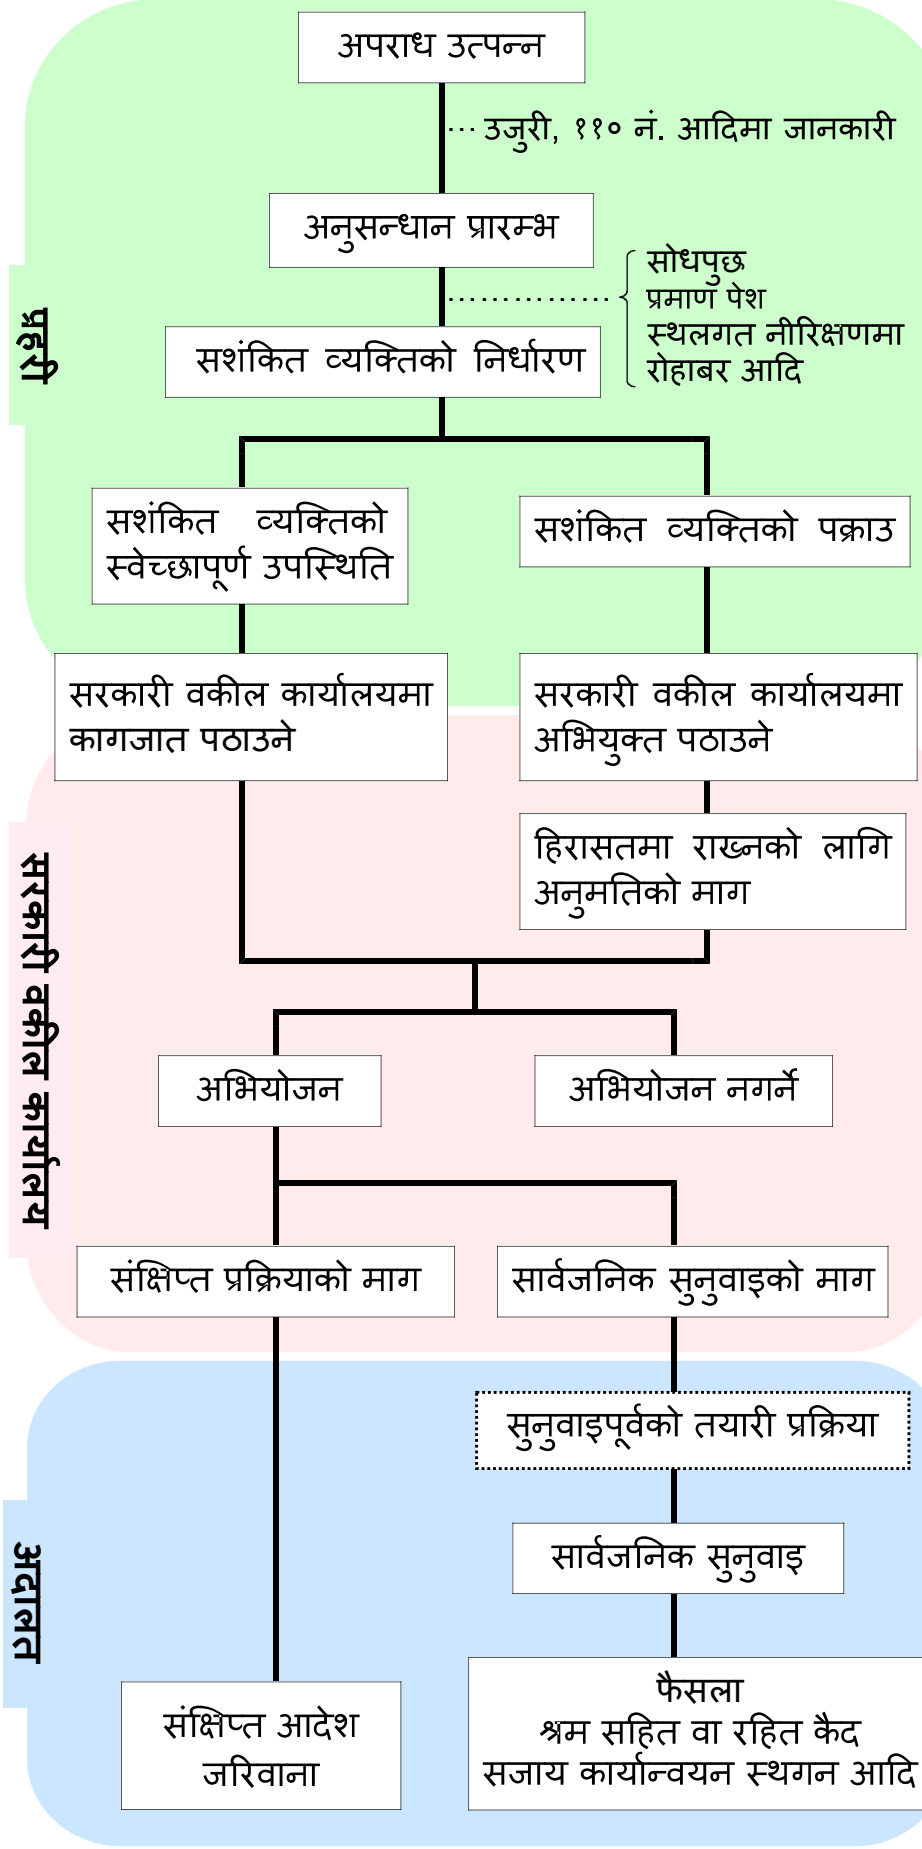 अपराध उत्पन्न
उजुरी, ११० नं. आदिमा जानकारी
अनुसन्धान प्रारम्भ
सोधपुछ
प्रमाण पेश
स्थलगत नीरिक्षणमा
रोहाबर आदि
प्रहरी
सशंकित व्यक्तिको निर्धारण
सशंकित व्यक्तिको
स्वेच्छापूर्ण उपस्थिति
सशंकित व्यक्तिको पक्राउ
सरकारी वकील कार्यालयमा
कागजात पठाउने
सरकारी वकील कार्यालयमा
अभियुक्त पठाउने
हिरासतमा राख्नको लागि
अनुमतिको माग
सरकारी वकील कार्यालय
अभियोजन
अभियोजन नगर्ने
संक्षिप्त प्रक्रियाको माग
सार्वजनिक सुनुवाइको माग
सुनुवाइपूर्वको तयारी प्रक्रिया
सार्वजनिक सुनुवाइ
अदालत
संक्षिप्त आदेश
जरिवाना
फैसला
श्रम सहित वा रहित कैद
सजाय कार्यान्वयन स्थगन आदि